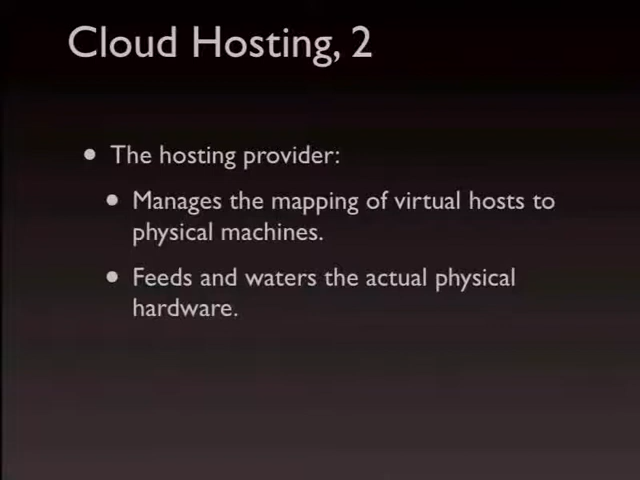 Cloud Hosting, 2
• The hosting provider:
• Manages the mapping of virtual hosts to
physical machines.
• Feeds and waters the actual physical
hardware.